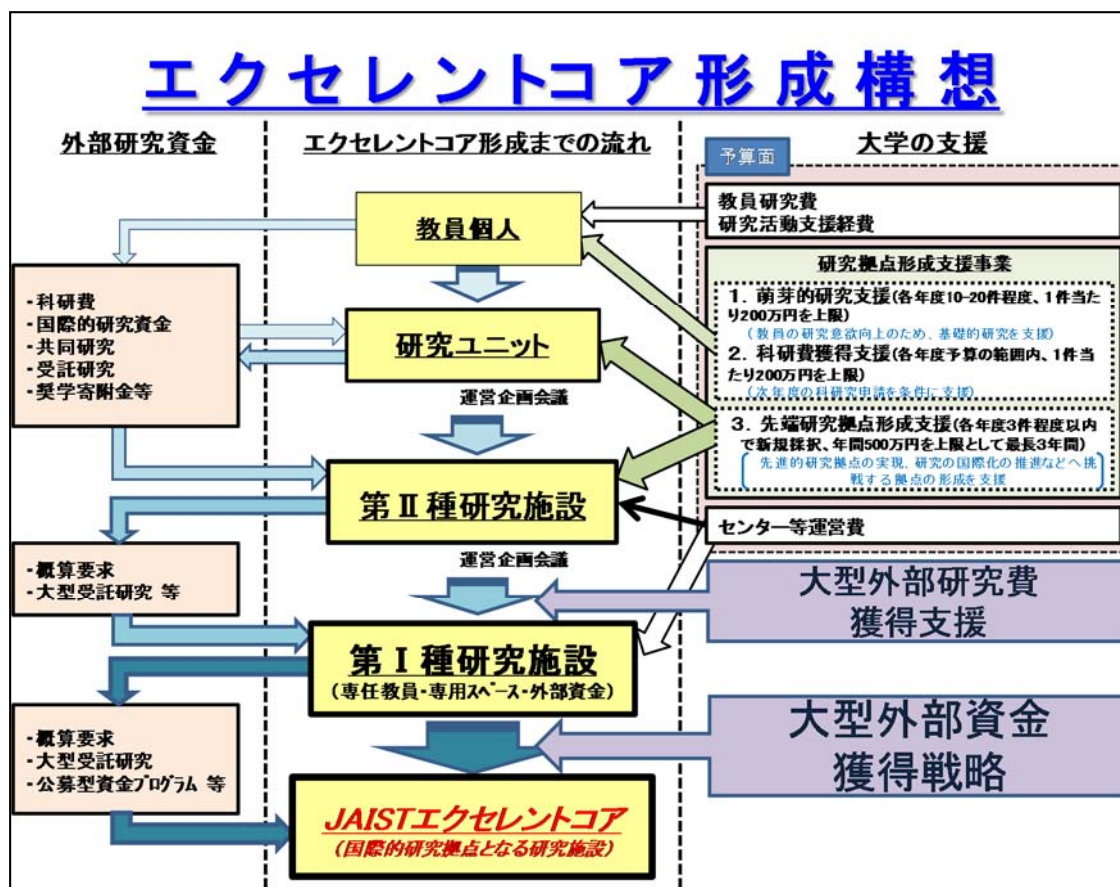 エクセレントコア形成構想
外部研究資金
エクセレントコア形成までの流れ
大学の支援
予算面
教員個人
教員研究費
研究活動支援経費
研究拠点形成支援事業
1. 萌芽的研究支援(各年度10-20件程度、1件当た
り200万円を上限)
(教員の研究意欲向上のため、基礎的研究を支援)
2. 科研費獲得支援(各年度予算の範囲内、1件当
たり200万円を上限)
(次年度の科研究申請を条件に支援)
3. 先端研究拠点形成支援(各年度3件程度以内
で新規採択、年間500万円を上限として最長3年間)
先進的研究拠点の実現、研究の国際化の推進などへ挑
戦する拠点の形成を支援
・科研費
・国際的研究資金
・共同研究
・受託研究
・奨学寄附金等
研究ユニット
運営企画会議
第Ⅱ種研究施設
センター等運営費
運営企画会議
・概算要求
・大型受託研究 等
大型外部研究費
獲得支援
第Ⅰ種研究施設
(専任教員・専用スペース・外部資金)
・概算要求
・大型受託研究
・公募型資金プログラム 等
大型外部資金
獲得戦略
JAISTエクセレントコア
(国際的研究拠点となる研究施設)